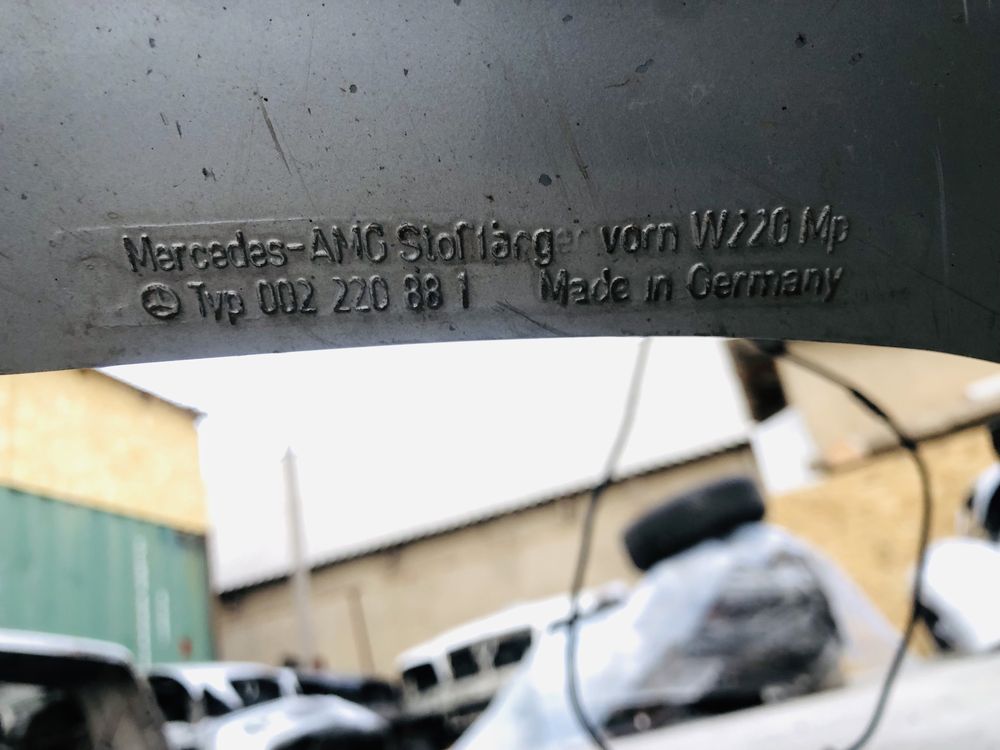 Mercedes-AMG Stoßfänger vorn W220 Mp
Typ 002 220 88 1 Made in Germany